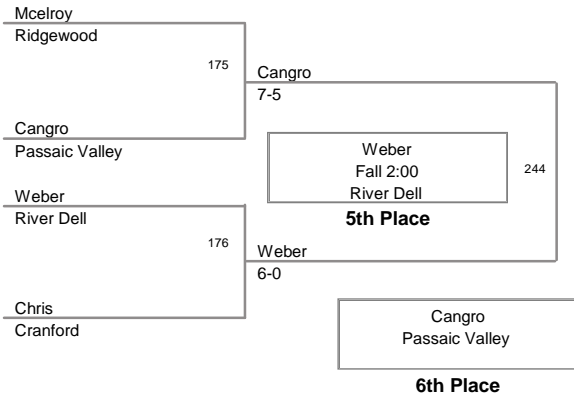 Mcelroy
Ridgewood
175
Cangro
7-5
Cangro
Passaic Valley
Weber
Fall 2:00
River Dell
244
5th Place
Weber
River Dell
176
Weber
6-0
Chris
Cranford
Cangro
Passaic Valley
6th Place